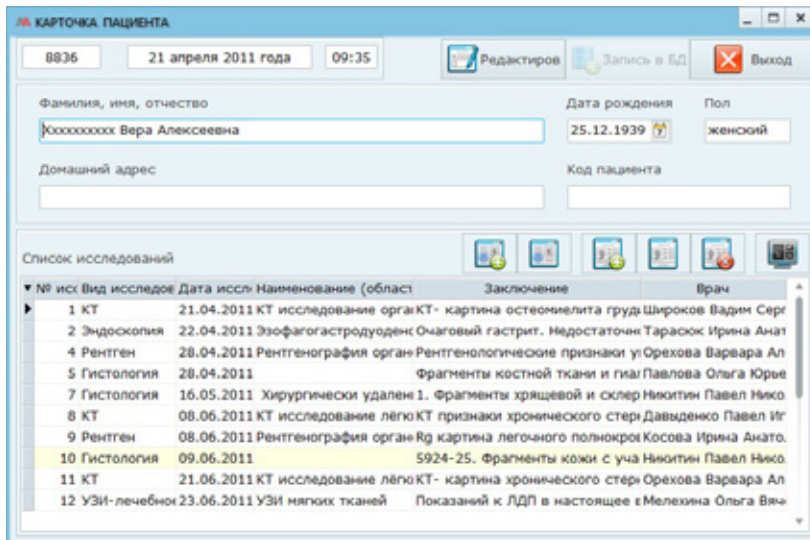 КАРТОЧКА ПАЦИЕНТА
8836 21 апреля 2011 года 09:35 Редактиров Запись в БД Выход
Фамилия, имя, отчество Дата рождения Пол
Xxxxxxxxxx Вера Алексеевна 25.12.1939 женский
Домашний адрес Код пациента
Список исследований
№ исс Вид исследов Дата иссл Наименование (област Заключение Врач
1 КТ 21.04.2011 КТ исследование орга КТ- картина остеомиелита груд Широков Вадим Серг
2 Эндоскопия 22.04.2011 Эзофагогастродуодено Очаговый гастрит. Недостаточн Тарасюк Ирина Анат
4 Рентген 28.04.2011 Рентгенография орган Рентгенологические признаки у Орехова Варвара Ал
5 Гистология 28.04.2011 Фрагменты костной ткани и гиал Павлова Ольга Юрье
7 Гистология 16.05.2011 Хирургически удален 1. Фрагменты хрящевой и склер Никитин Павел Нико.
8 КТ 08.06.2011 КТ исследование лёгко КТ признаки хронического стерн Давыденко Павел Иг
9 Рентген 08.06.2011 Рентгенография орган Rg картина легочного полнокров Косова Ирина Анато.
10 Гистология 09.06.2011 5924-25. Фрагменты кожи с уча Никитин Павел Нико.
11 КТ 21.06.2011 КТ исследование лёгко КТ- картина хронического стерн Орехова Варвара Ал
12 УЗИ-лечебное 23.06.2011 УЗИ мягких тканей Показаний к ЛДП в настоящее в Мелехина Ольга Вяч